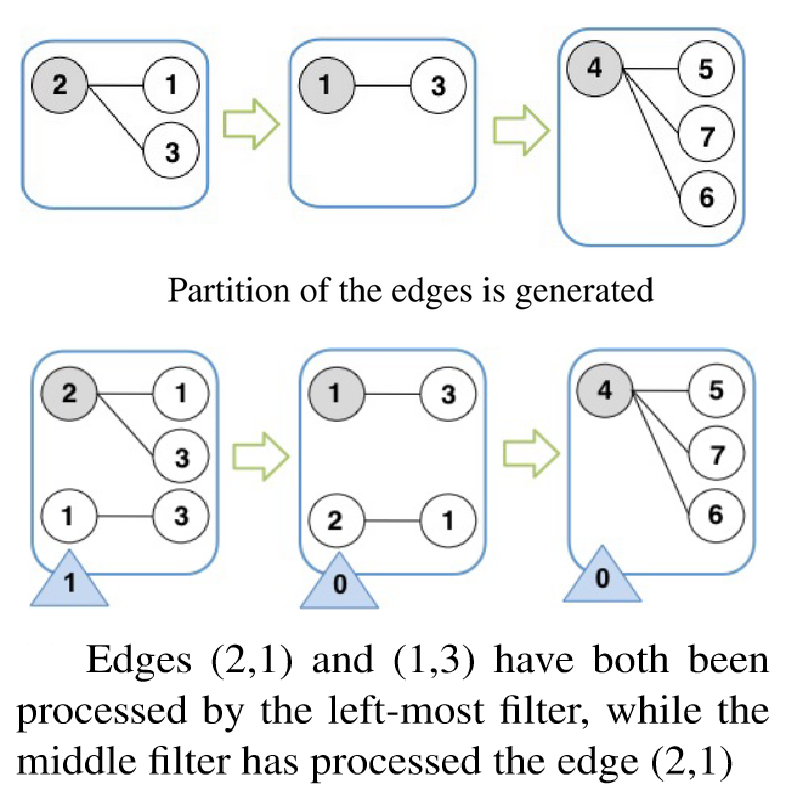 2 1 1 3 4 5
3 7
6
Partition of the edges is generated
2 1 1 3 4 5
3 7
1 3 2 1 6
1 0 0
Edges (2,1) and (1,3) have both been
processed by the left-most filter, while the
middle filter has processed the edge (2,1)